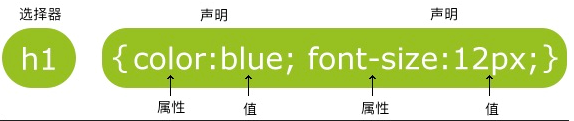 选择器 声明 声明
h1 {color:blue; font-size:12px;}
属性 值 属性 值